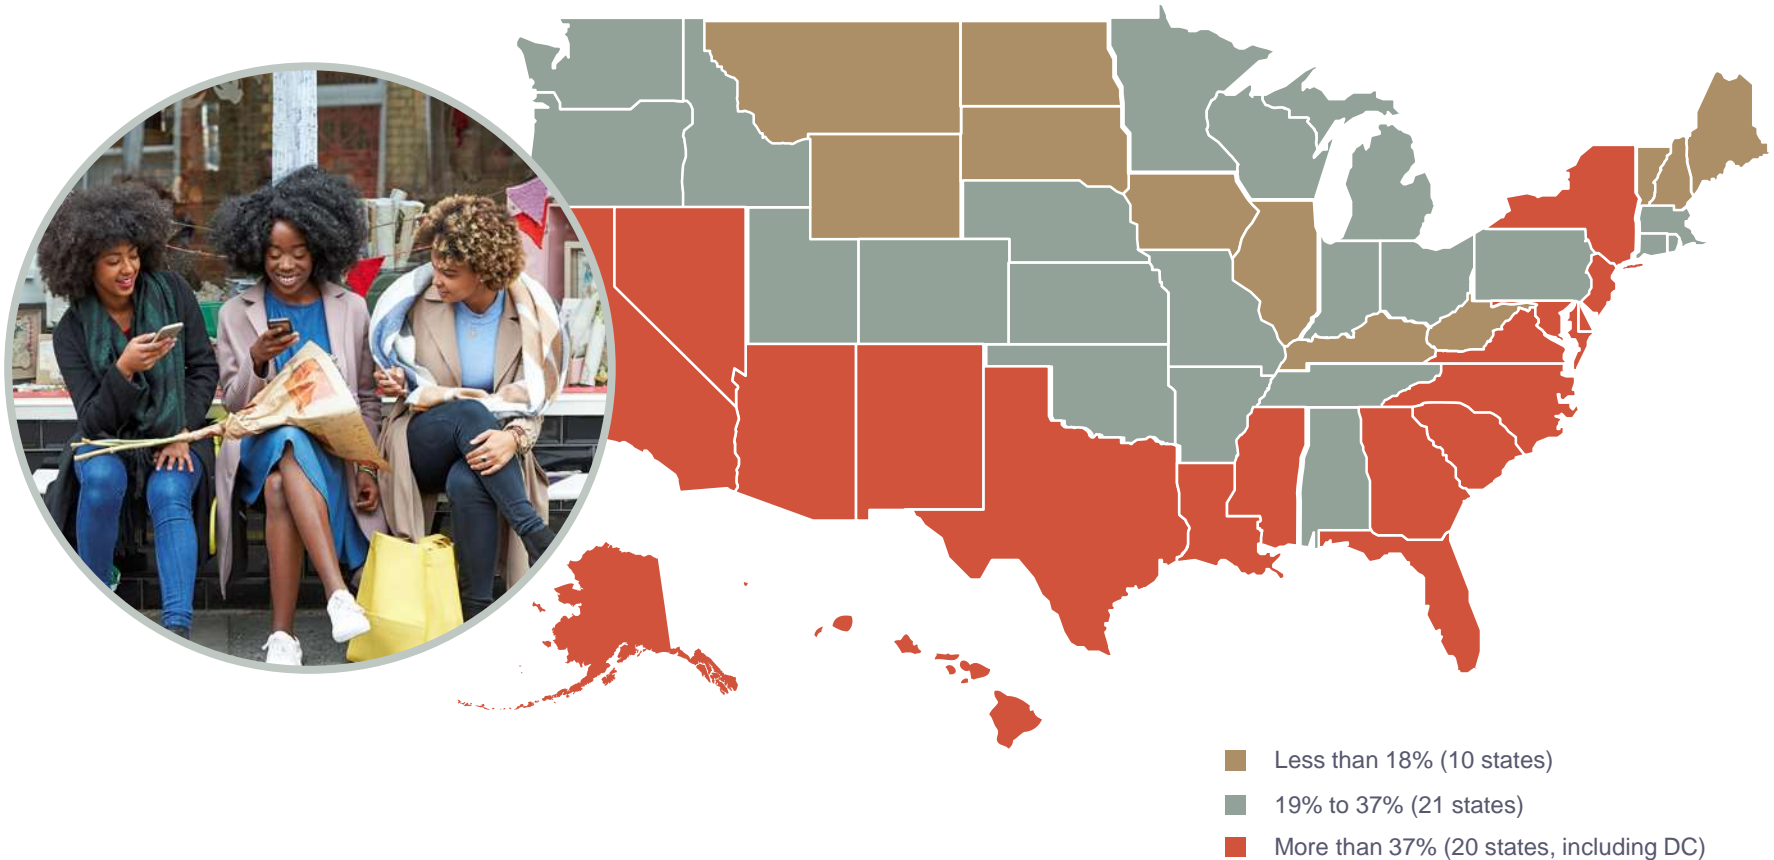 Less than 18% (10 states)
19% to 37% (21 states)
More than 37% (20 states, including DC)